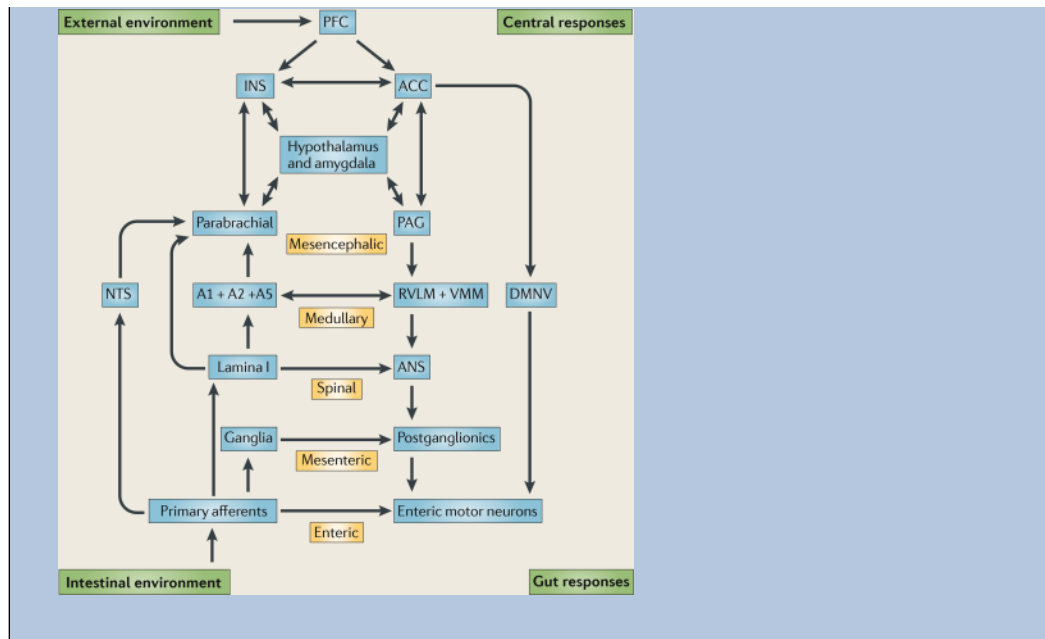 External environment
PFC
Central responses
INS
ACC
Hypothalamus
and amygdala
Parabrachial
PAG
Mesencephalic
NTS
A1 + A2 +A5
RVLM + VMM
DMNV
Medullary
Lamina I
ANS
Spinal
Ganglia
Postganglionics
Mesenteric
Primary afferents
Enteric motor neurons
Enteric
Intestinal environment
Gut responses